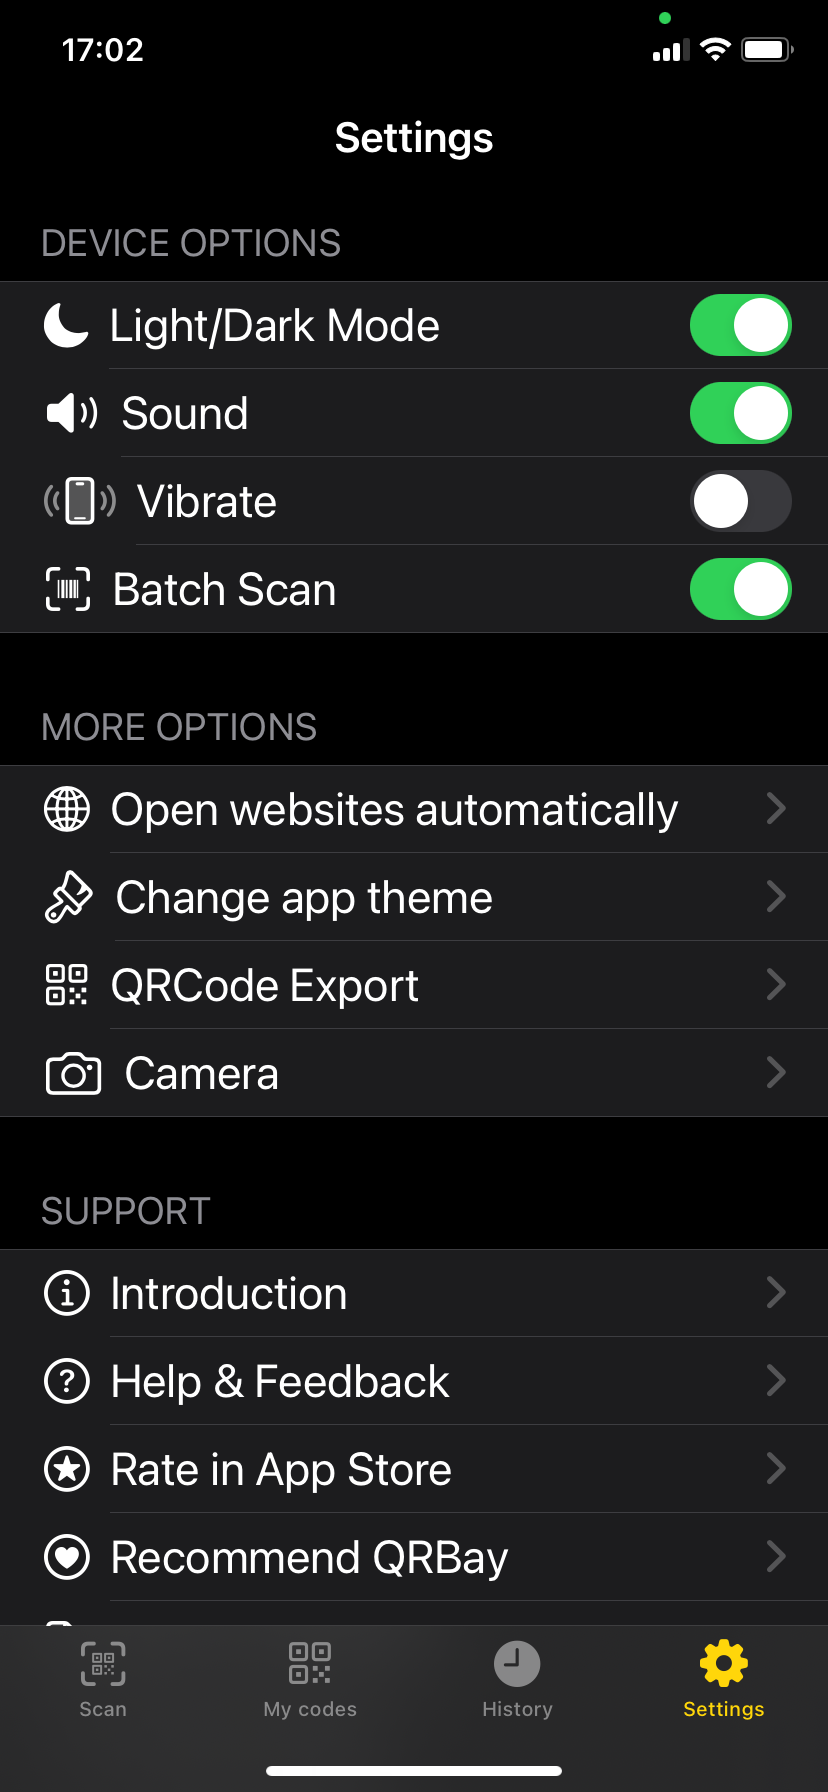 17:02
Settings
DEVICE OPTIONS
Light/Dark Mode
Sound
Vibrate
Batch Scan
MORE OPTIONS
Open websites automatically
Change app theme
QRCode Export
Camera
SUPPORT
Introduction
Help & Feedback
Rate in App Store
Recommend QRBay
Scan
My codes
History
Settings